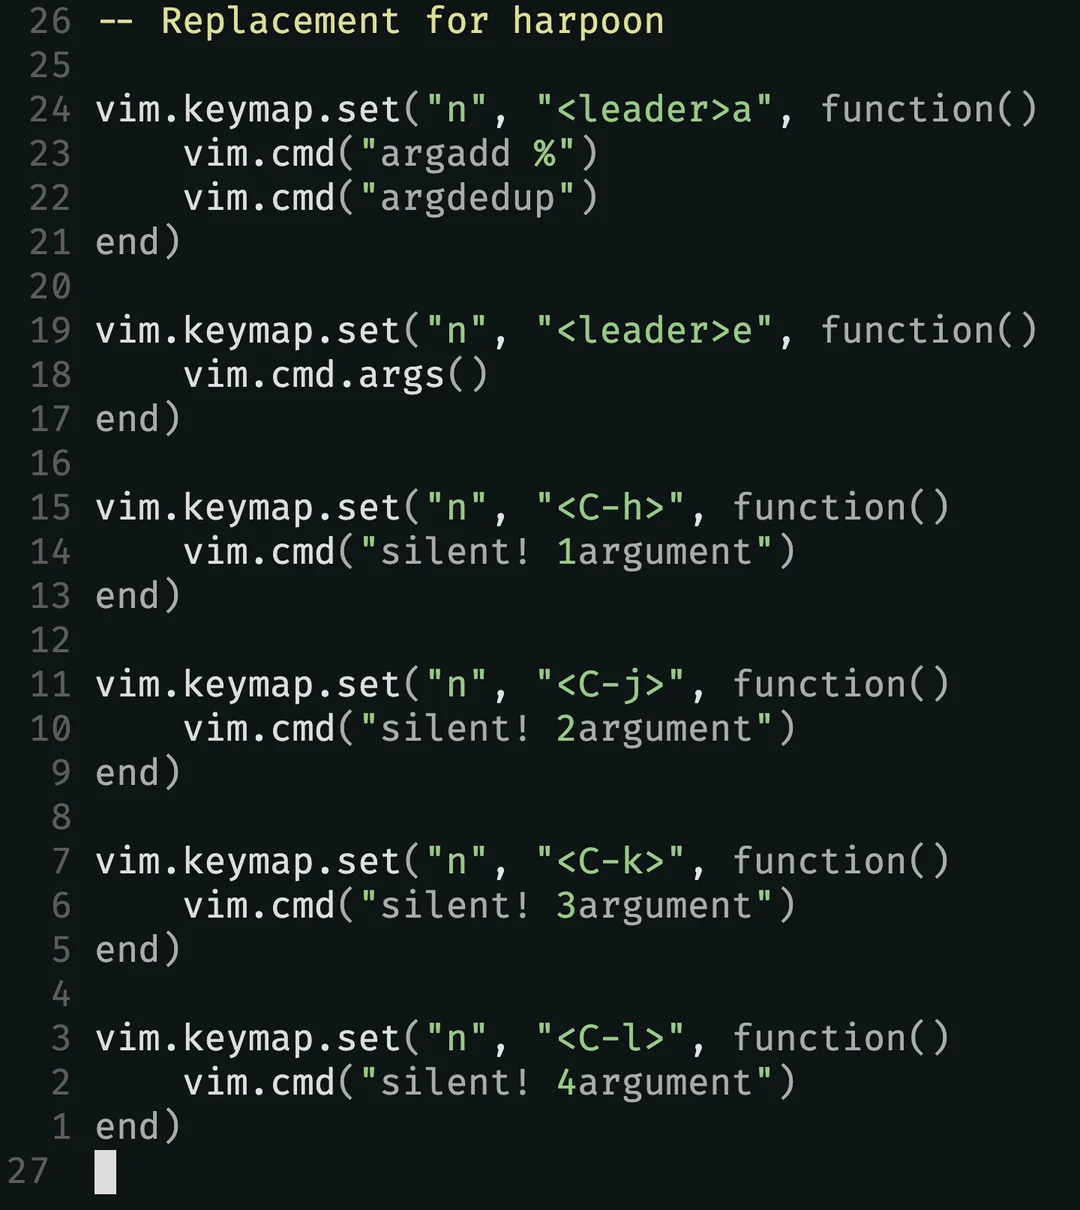 26 -- Replacement for harpoon
25
24 vim.keymap.set("n", "<leader>a", function()
23     vim.cmd("argadd %")
22     vim.cmd("argdedup")
21 end)
20
19 vim.keymap.set("n", "<leader>e", function()
18     vim.cmd.args()
17 end)
16
15 vim.keymap.set("n", "<C-h>", function()
14     vim.cmd("silent! 1argument")
13 end)
12
11 vim.keymap.set("n", "<C-j>", function()
10     vim.cmd("silent! 2argument")
9 end)
8
7 vim.keymap.set("n", "<C-k>", function()
6     vim.cmd("silent! 3argument")
5 end)
4
3 vim.keymap.set("n", "<C-l>", function()
2     vim.cmd("silent! 4argument")
1 end)
27